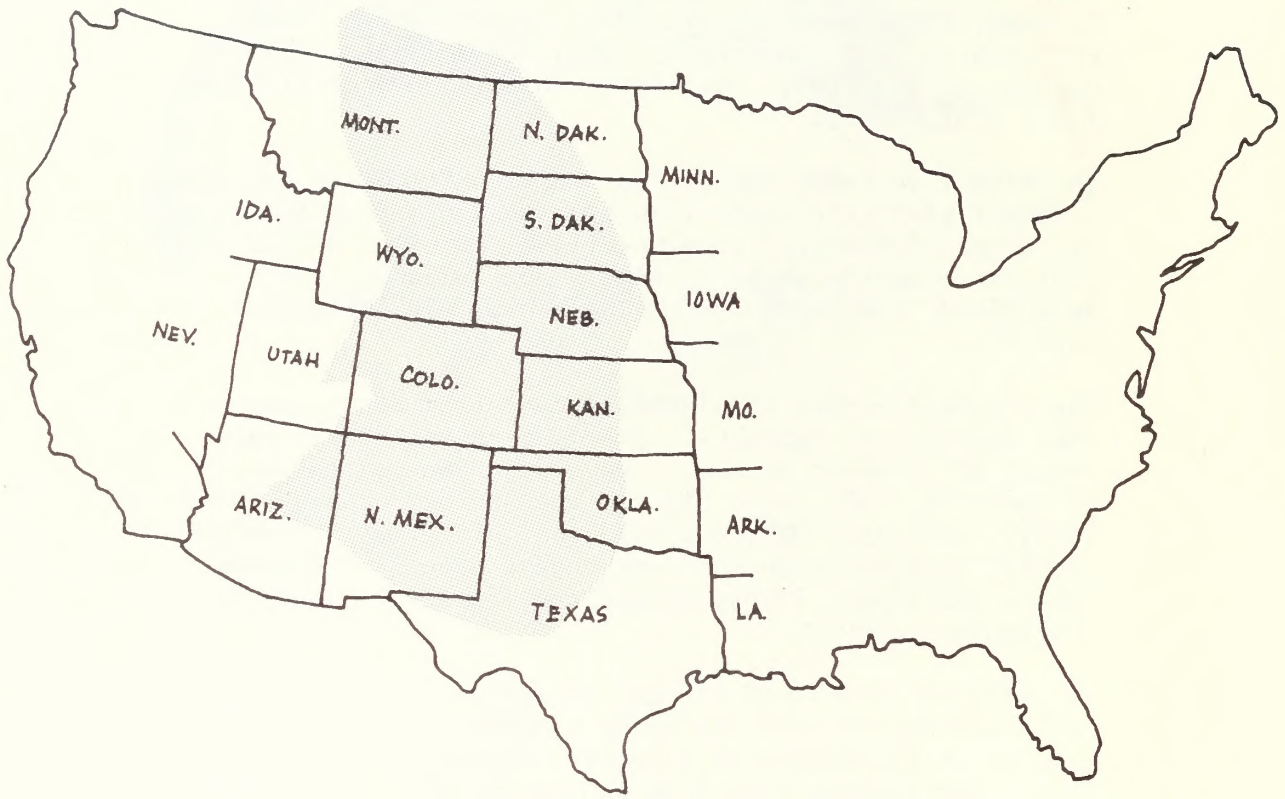 MONT.
N. DAK.
MINN.
IDA.
S. DAK.
WYO.
IOWA
NEB.
NEV.
UTAH
COLO.
KAN.
MO.
ARIZ.
N. MEX.
OKLA.
ARK.
TEXAS
LA.